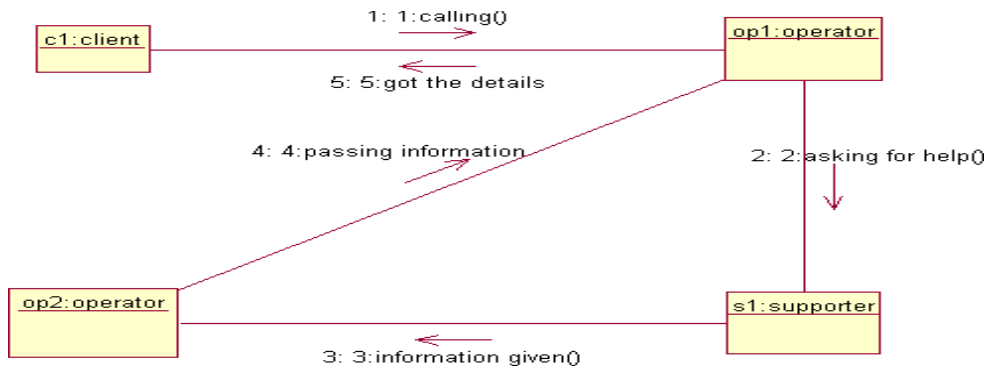 1: 1:calling()
c1:client
op1:operator
5: 5:got the details
4: 4:passing information
2: 2:asking for help()
op2:operator
s1:supporter
3: 3:information given()